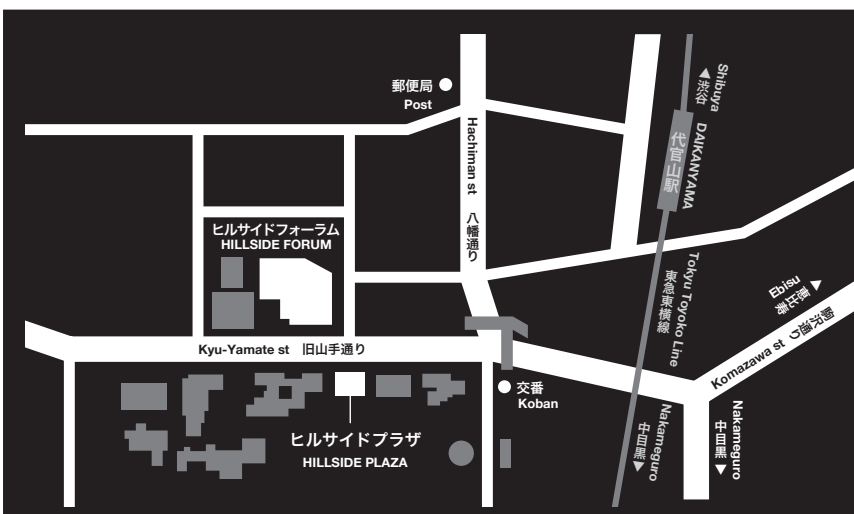 郵便局
Post
Hachiman st 八幡通り
Shibuya
▲渋谷
DAIKANYAMA
代官山駅
ヒルサイドフォーラム
HILLSIDE FORUM
Tokyu Toyoko Line
東急東横線
Ebisu
恵比寿▲
Komazawa st 駒沢通り
Kyu-Yamate st 旧山手通り
交番
Koban
Nakameguro
中目黒▼
Nakameguro
中目黒▼
ヒルサイドプラザ
HILLSIDE PLAZA